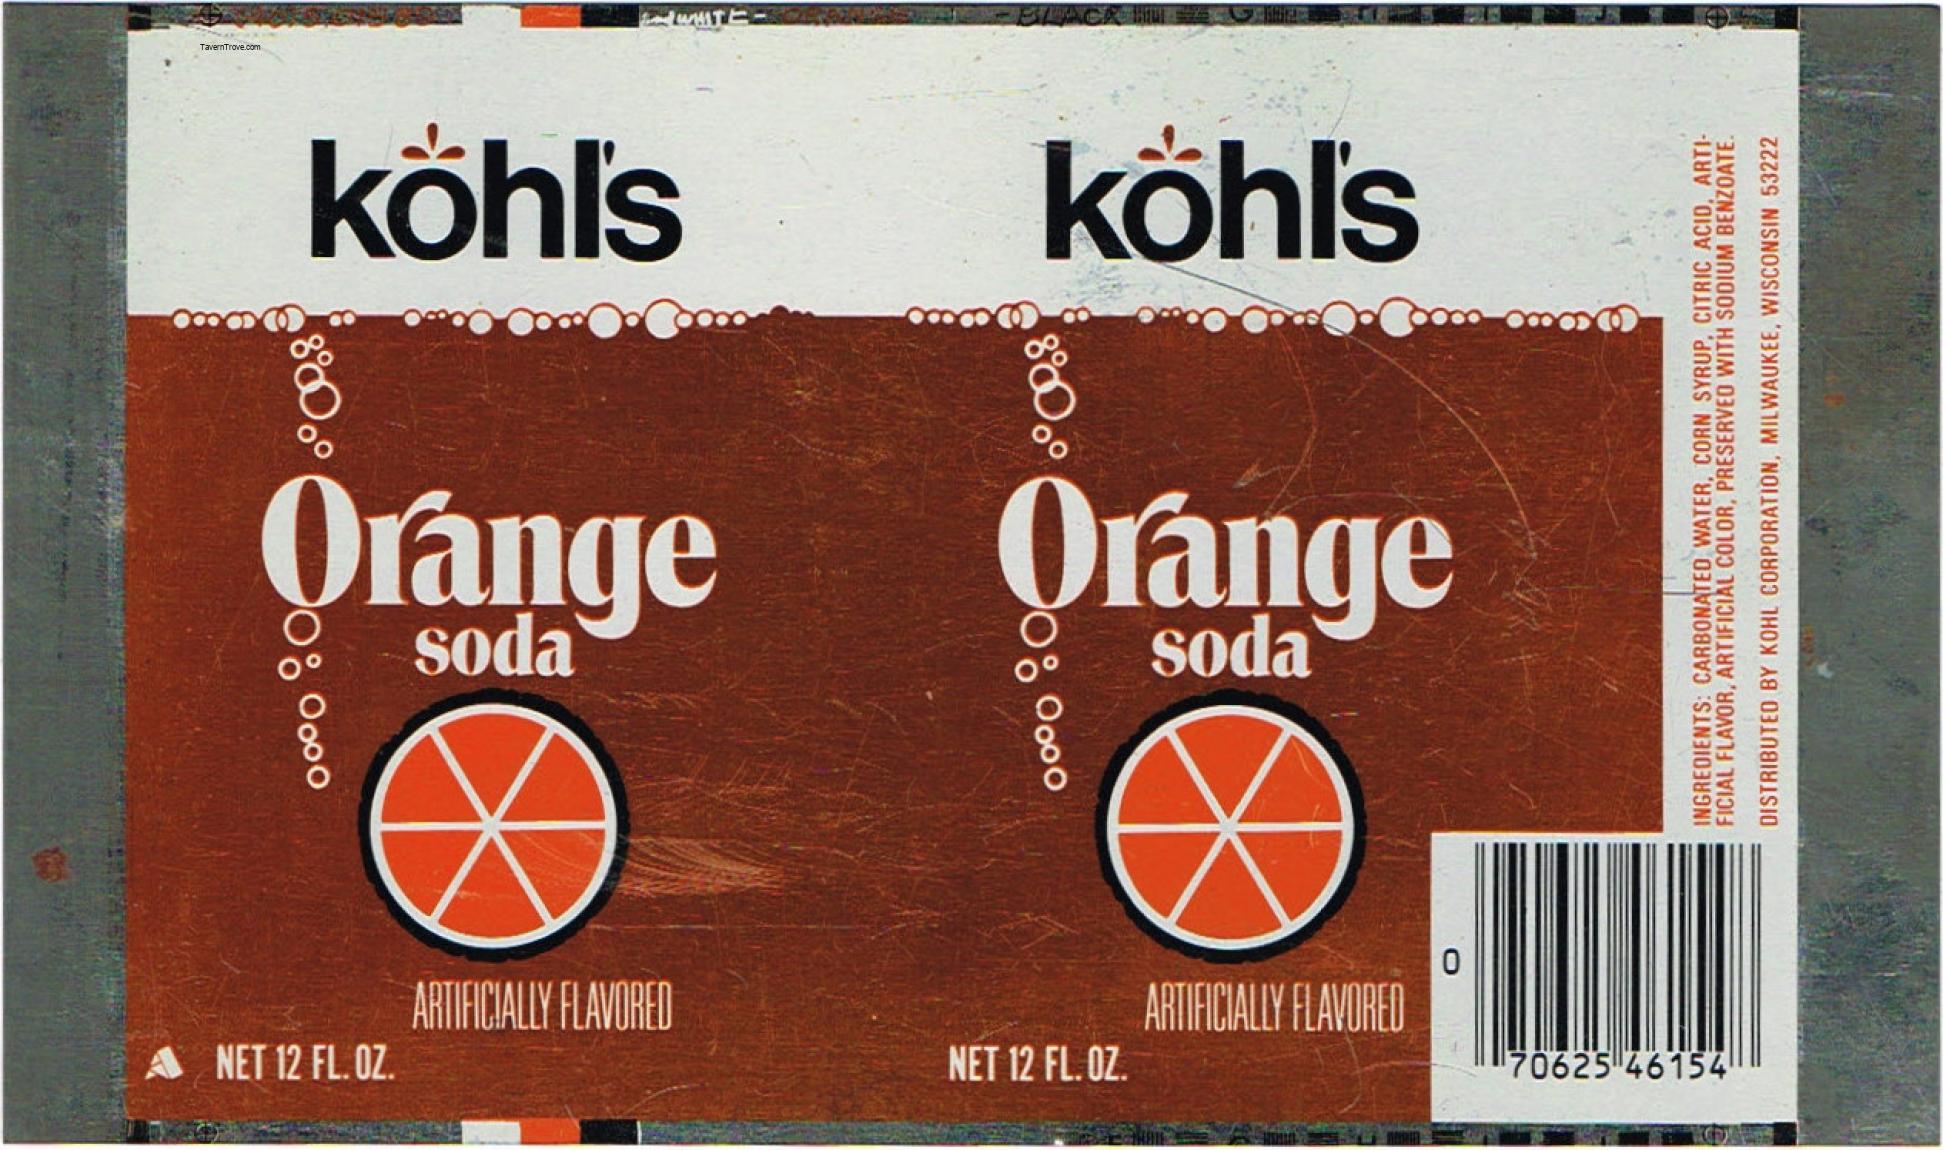 -WHITE-
-BLACK
TavernTrove.com
kohl's
kohl's
Orange
soda
Orange
soda
ARTIFICIALLY FLAVORED
ARTIFICIALLY FLAVORED
NET 12 FL. OZ.
NET 12 FL. OZ.
INGREDIENTS: CARBONATED WATER, CORN SYRUP, CITRIC ACID, ARTI-
FICIAL FLAVOR, ARTIFICIAL COLOR, PRESERVED WITH SODIUM BENZOATE.
DISTRIBUTED BY KOHL CORPORATION, MILWAUKEE, WISCONSIN 53222
0
70625 46154